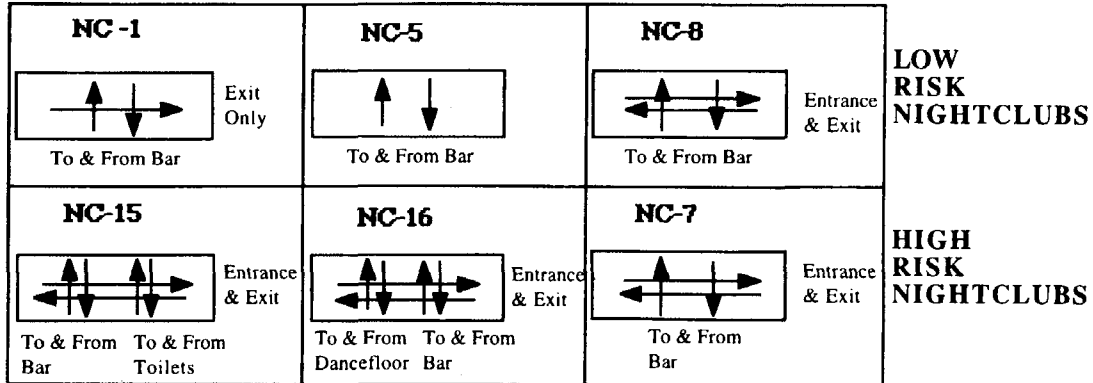 NC-1
Exit
Only
To & From Bar
NC-5
To & From Bar
NC-8
Entrance
& Exit
To & From Bar
LOW
RISK
NIGHTCLUBS
NC-15
Entrance
& Exit
To & From To & From
Bar Toilets
NC-16
Entrance
& Exit
To & From To & From
Dancefloor Bar
NC-7
Entrance
& Exit
To & From
Bar
HIGH
RISK
NIGHTCLUBS